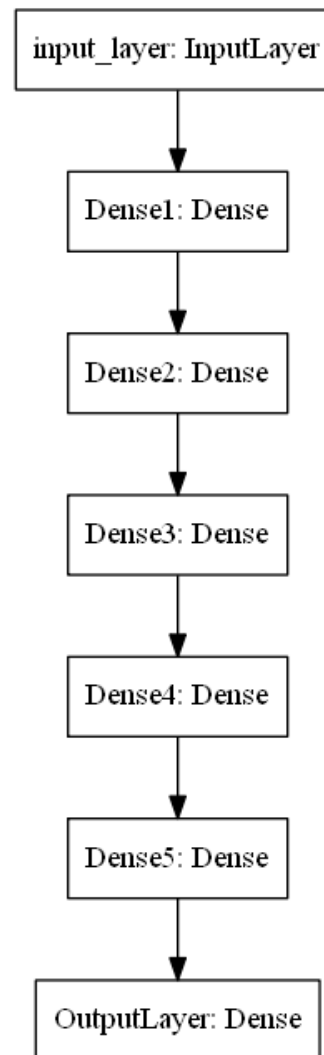 input_layer: InputLayer
Dense1: Dense
Dense2: Dense
Dense3: Dense
Dense4: Dense
Dense5: Dense
OutputLayer: Dense